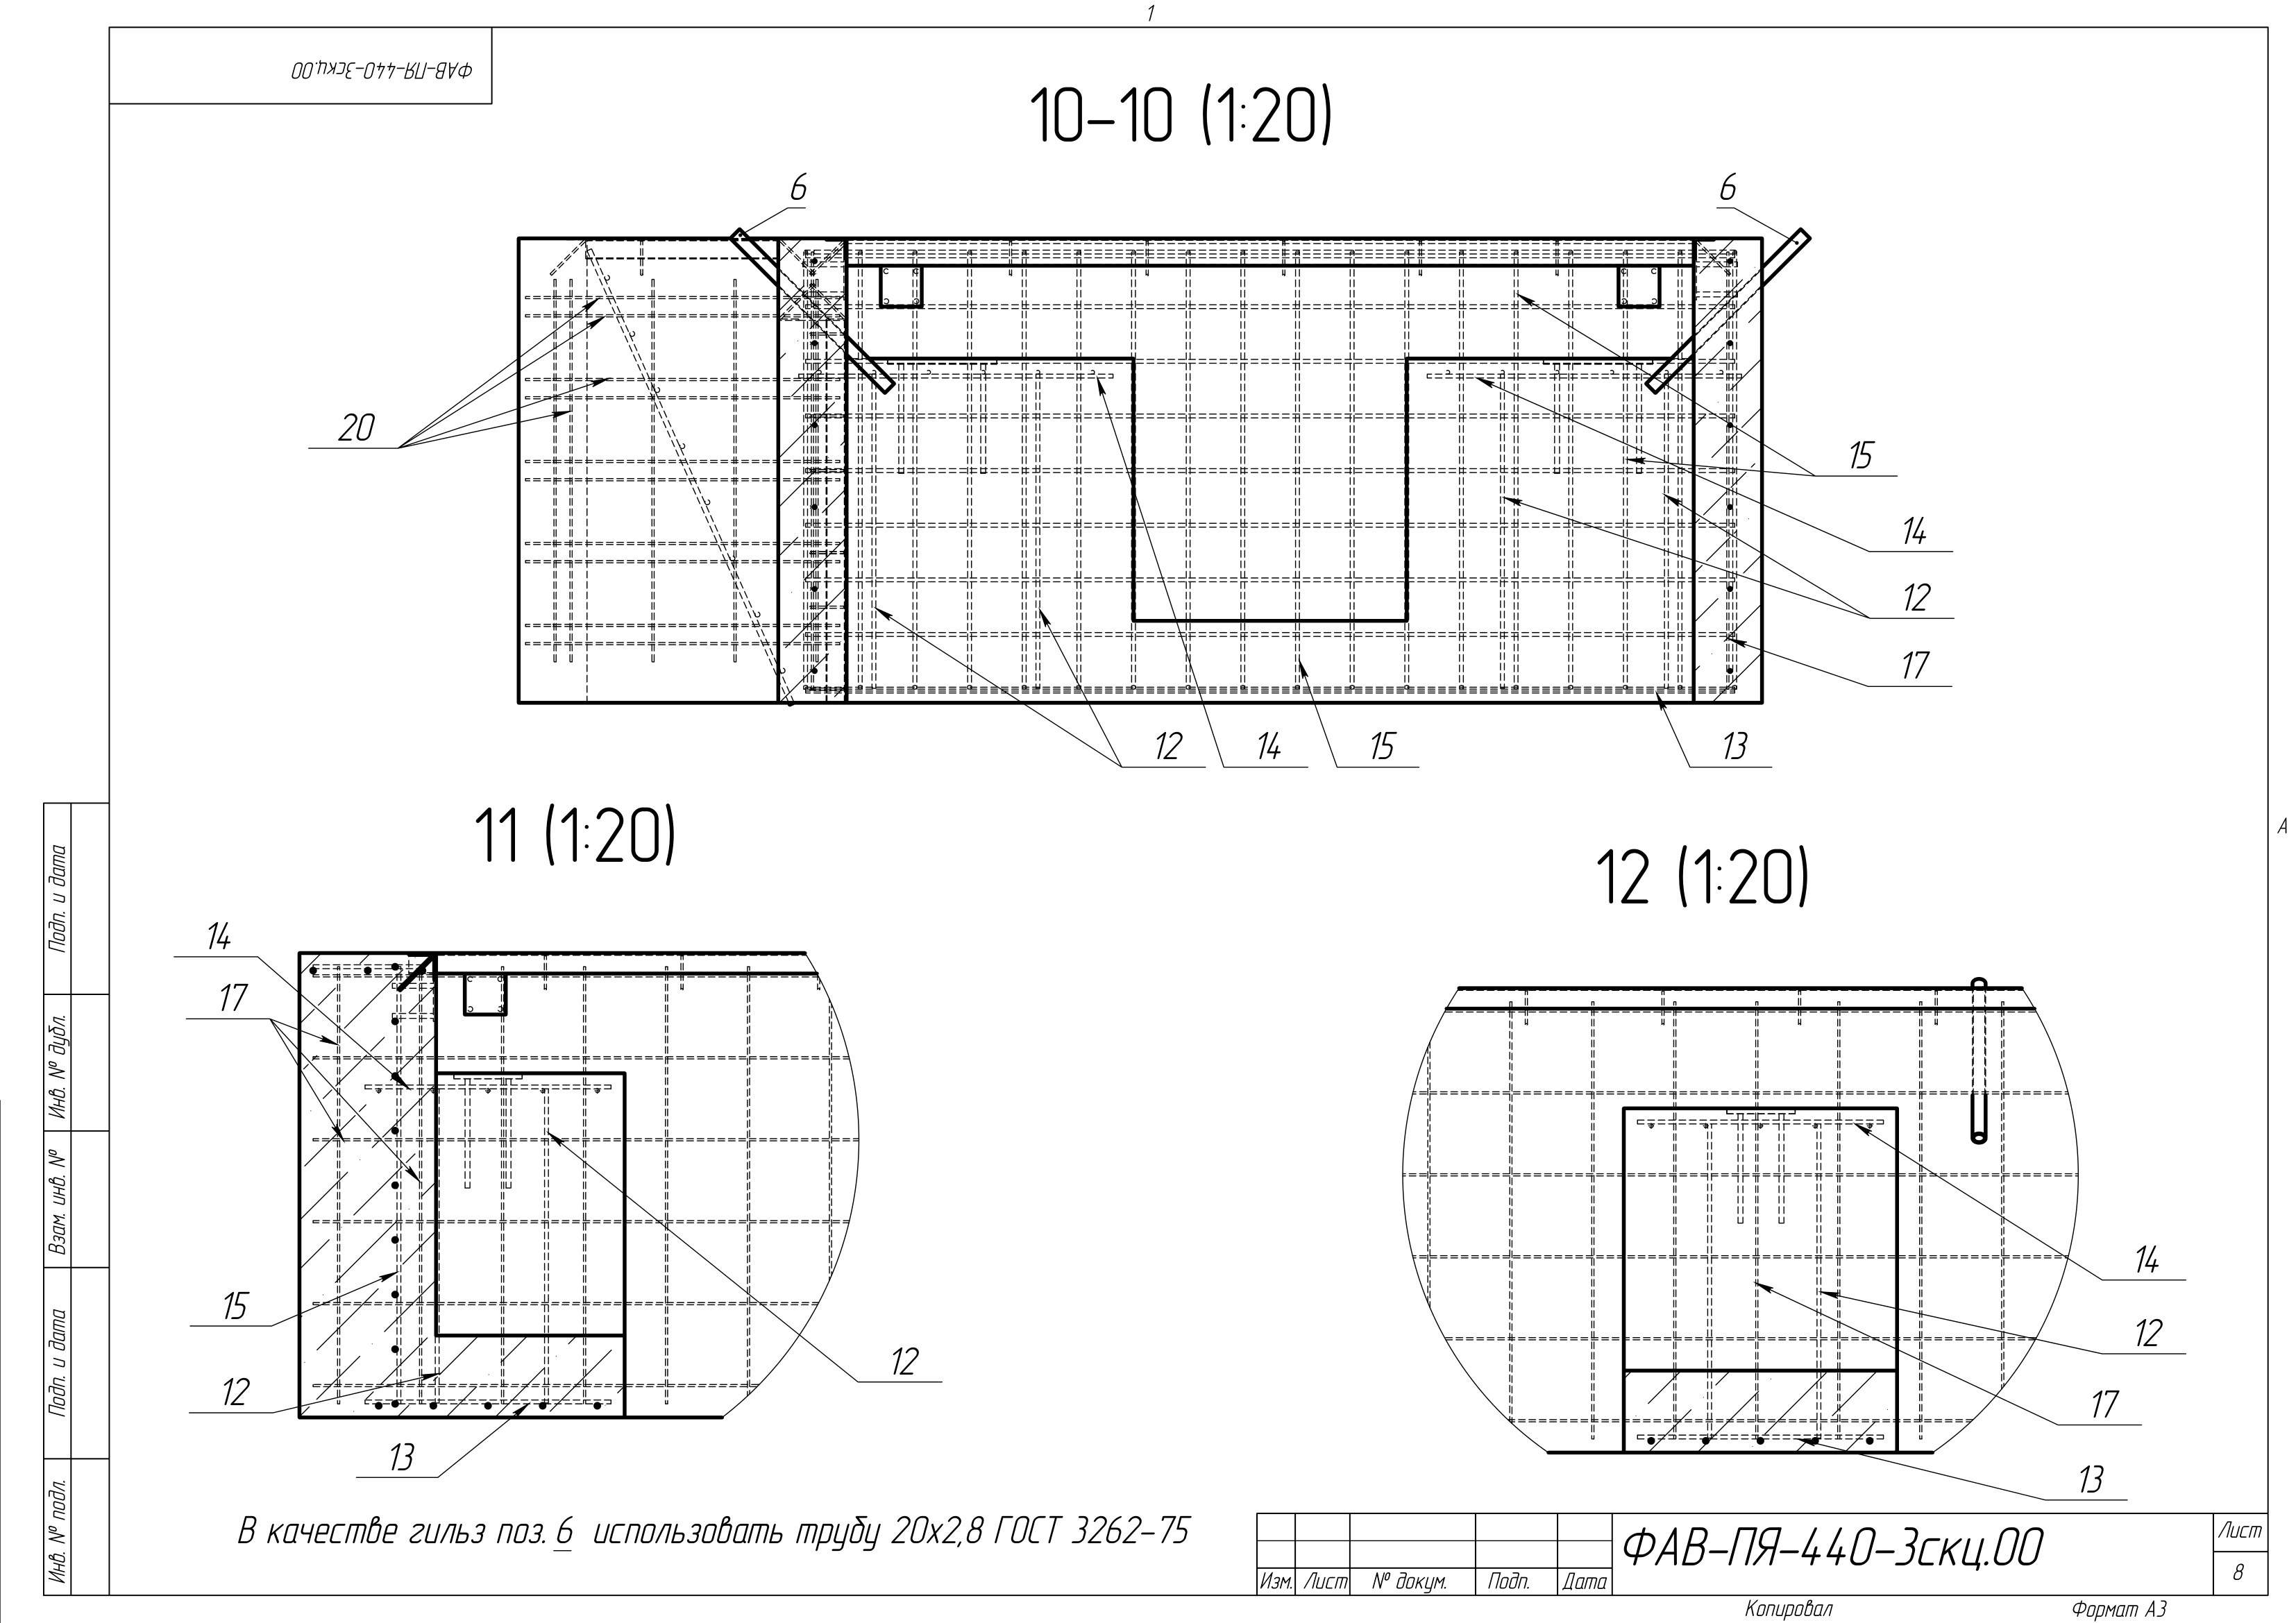 1
ФАВ-ПЯ-440-3скц.00
10-10 (1:20)
6
6
20
15
14
12
17
12
14
15
13
11 (1:20)
12 (1:20)
А
14
17
15
12
13
12
14
12
17
13
Подп. и дата
Инв. № дубл.
Взам. инв. №
Подп. и дата
Инв. № подл.
В качестве гильз поз. 6 использовать трубу 20х2,8 ГОСТ 3262-75
Изм. Лист № докум. Подп. Дата
ФАВ-ПЯ-440-3скц.00
Лист
8
Копировал
Формат А3